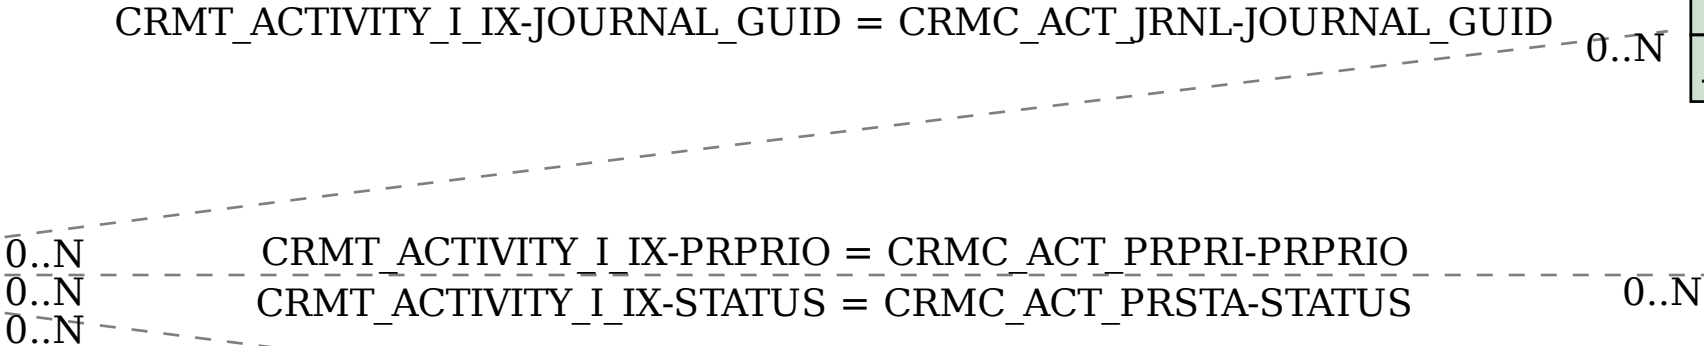 CRMT_ACTIVITY_I_IX-JOURNAL_GUID = CRMC_ACT_JRNL-JOURNAL_GUID
0..N
0..N
CRMT_ACTIVITY_I_IX-PRPRIO = CRMC_ACT_PRPRI-PRPRIO
0..N
0..N
CRMT_ACTIVITY_I_IX-STATUS = CRMC_ACT_PRSTA-STATUS
0..N